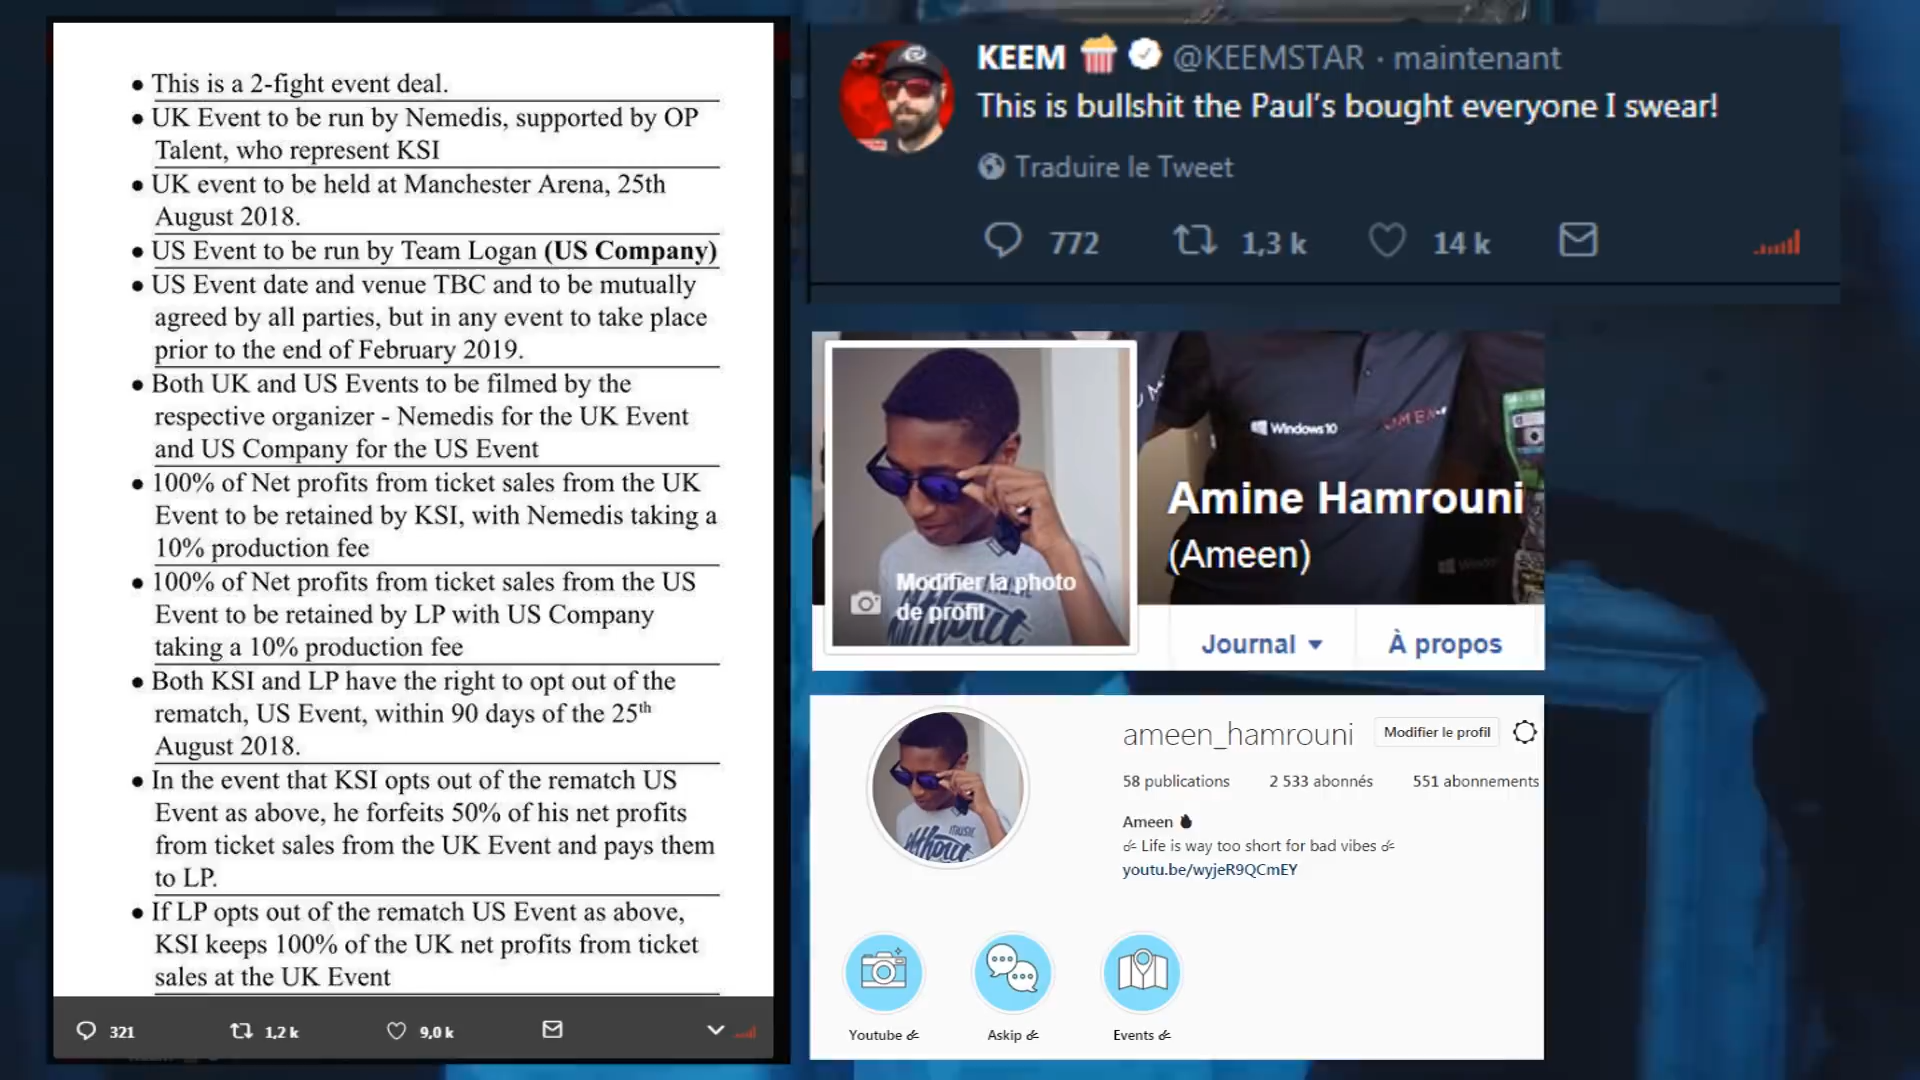 • This is a 2-fight event deal.
• UK Event to be run by Nemedis, supported by OP
Talent, who represent KSI
• UK event to be held at Manchester Arena, 25th
August 2018.
• US Event to be run by Team Logan (US Company)
• US Event date and venue TBC and to be mutually
agreed by all parties, but in any event to take place
prior to the end of February 2019.
• Both UK and US Events to be filmed by the
respective organizer - Nemedis for the UK Event
and US Company for the US Event
• 100% of Net profits from ticket sales from the UK
Event to be retained by KSI, with Nemedis taking a
10% production fee
• 100% of Net profits from ticket sales from the US
Event to be retained by LP with US Company
taking a 10% production fee
• Both KSI and LP have the right to opt out of the
rematch, US Event, within 90 days of the 25th
August 2018.
• In the event that KSI opts out of the rematch US
Event as above, he forfeits 50% of his net profits
from ticket sales from the UK Event and pays them
to LP.
• If LP opts out of the rematch US Event as above,
KSI keeps 100% of the UK net profits from ticket
sales at the UK Event
321 1,2 k 9,0 k
KEEM 🍿 @KEEMSTAR · maintenant
This is bullshit the Paul's bought everyone I swear!
Traduire le Tweet
772 1,3 k 14 k
Windows 10
OMEN
Amine Hamrouni
(Ameen)
Modifier la photo
de profil
without
Journal À propos
ameen_hamrouni Modifier le profil
58 publications 2 533 abonnés 551 abonnements
Ameen
Life is way too short for bad vibes
youtu.be/wyjeR9QCmEY
music
without
Youtube Askip Events